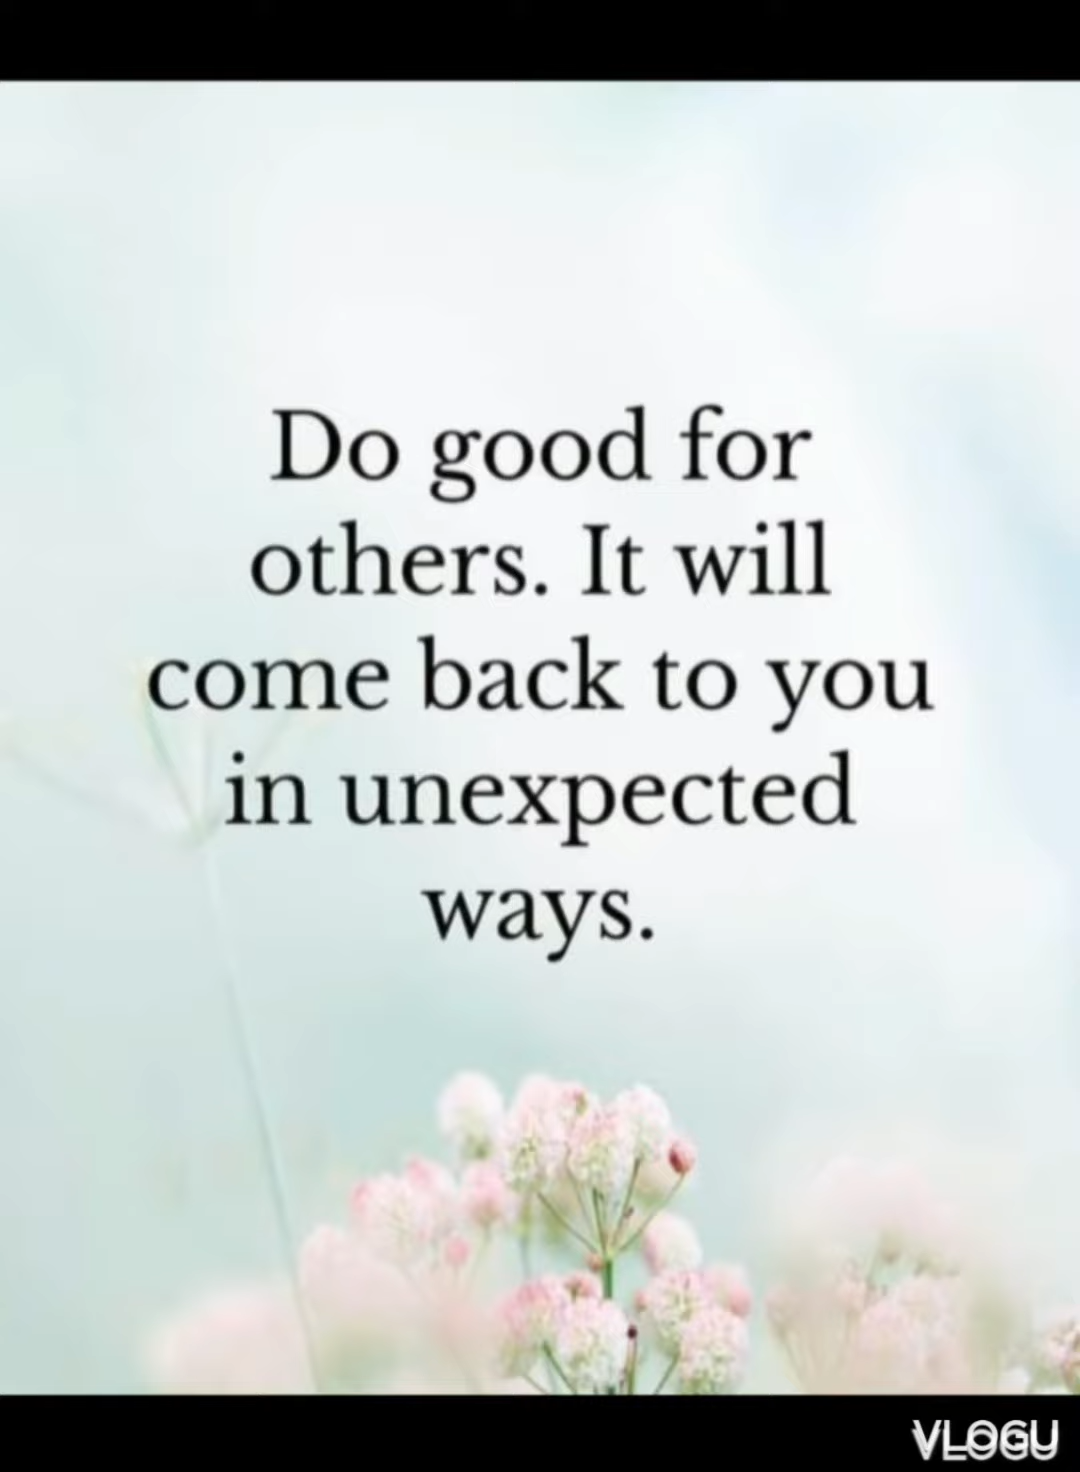 Do good for
others. It will
come back to you
in unexpected
ways.
VLOGU